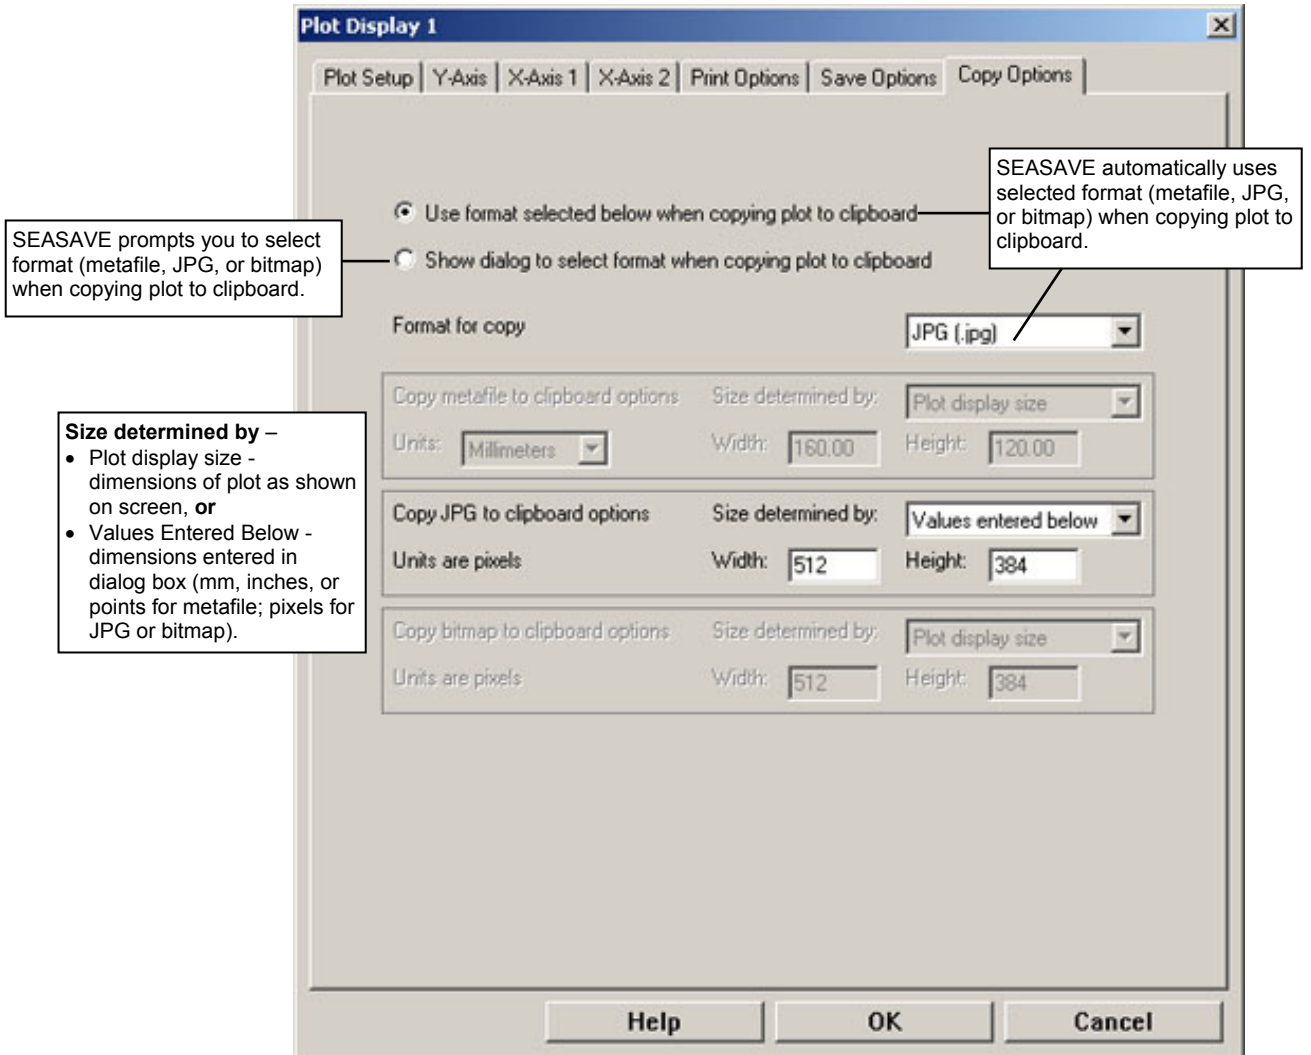 Plot Display 1
Plot Setup Y-Axis X-Axis 1 X-Axis 2 Print Options Save Options Copy Options
SEASAVE automatically uses
selected format (metafile, JPG,
or bitmap) when copying plot to
clipboard.
Use format selected below when copying plot to clipboard
SEASAVE prompts you to select
format (metafile, JPG, or bitmap)
when copying plot to clipboard.
Show dialog to select format when copying plot to clipboard
Format for copy JPG (.jpg)
Copy metafile to clipboard options Size determined by: Plot display size
Units: Millimeters Width: 160.00 Height: 120.00
Size determined by –
• Plot display size -
dimensions of plot as shown
on screen, or
• Values Entered Below -
dimensions entered in
dialog box (mm, inches, or
points for metafile; pixels for
JPG or bitmap).
Copy JPG to clipboard options Size determined by: Values entered below
Units are pixels Width: 512 Height: 384
Copy bitmap to clipboard options Size determined by: Plot display size
Units are pixels Width: 512 Height: 384
Help OK Cancel